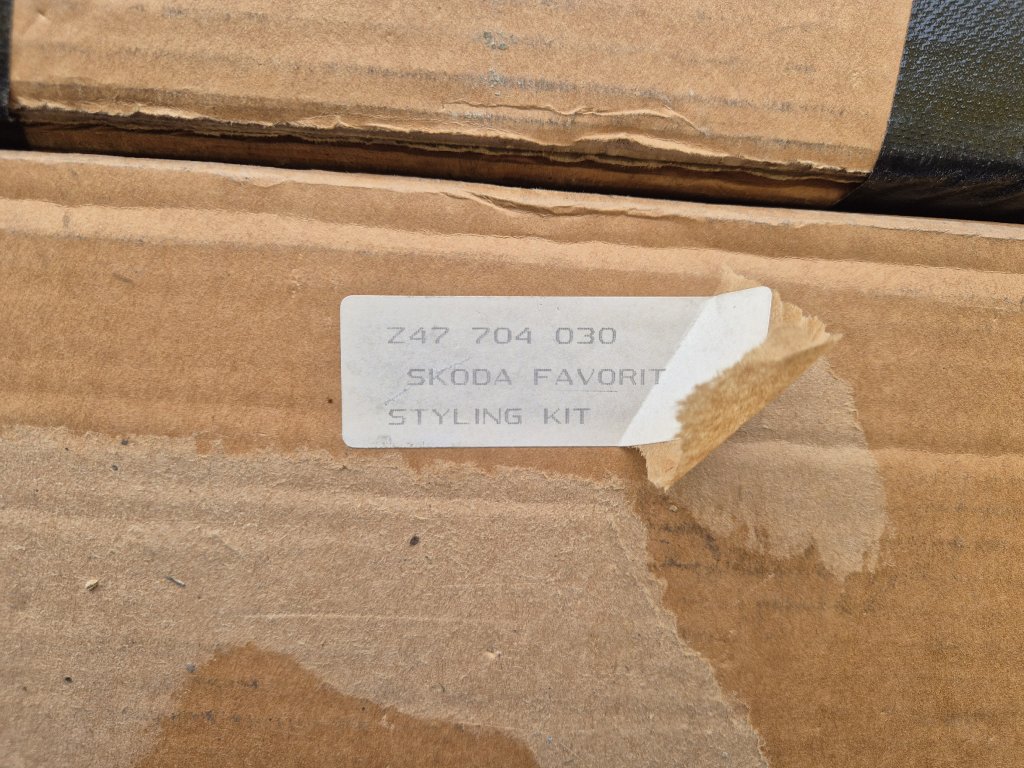 Z47 704 030
SKODA FAVORIT
STYLING KIT